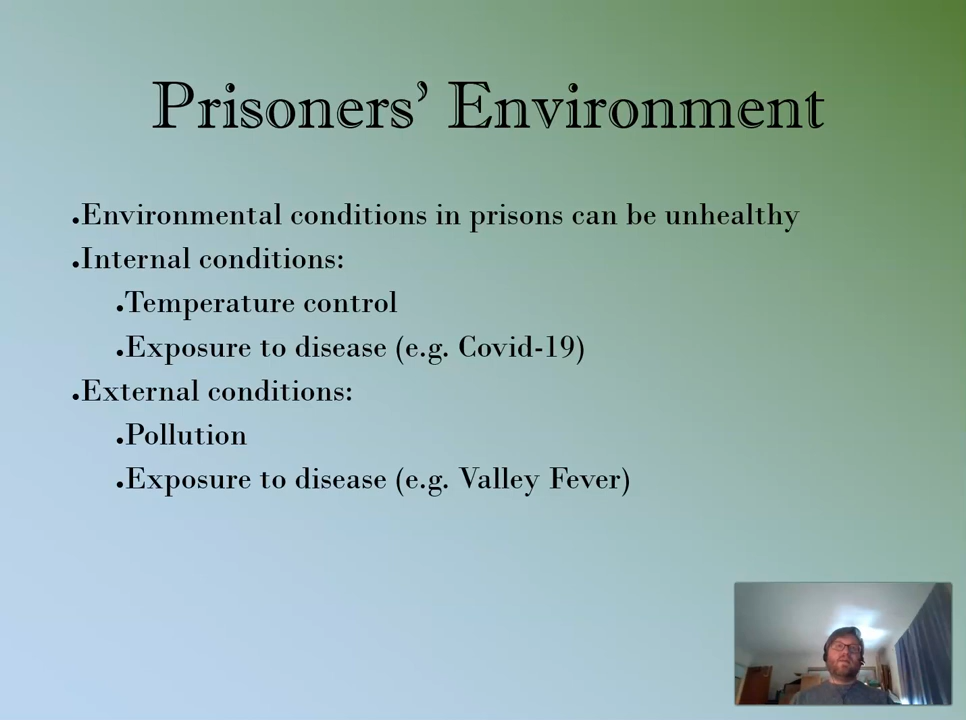 Prisoners’ Environment
●Environmental conditions in prisons can be unhealthy
●Internal conditions:
●Temperature control
●Exposure to disease (e.g. Covid-19)
●External conditions:
●Pollution
●Exposure to disease (e.g. Valley Fever)